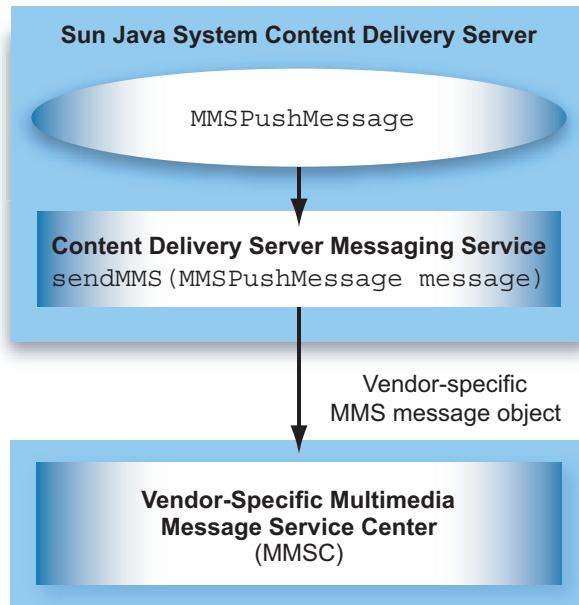 Sun Java System Content Delivery Server
MMSPushMessage
Content Delivery Server Messaging Service
sendMMS(MMSPushMessage message)
Vendor-specific
MMS message object
Vendor-Specific Multimedia
Message Service Center
(MMSC)